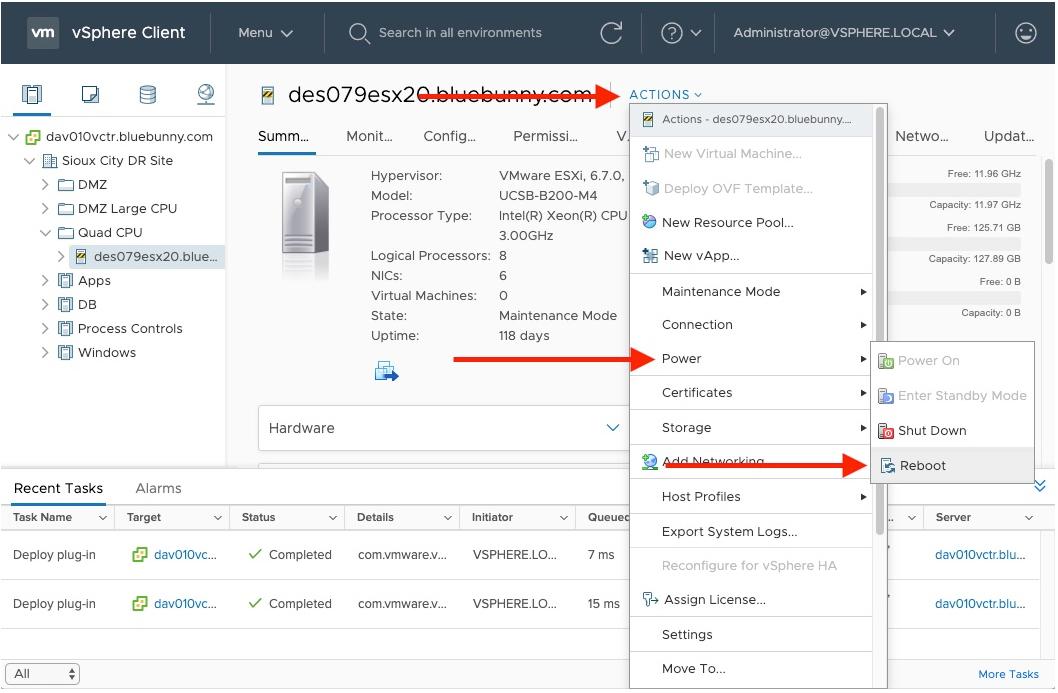 vm vSphere Client Menu Search in all environments Administrator@VSPHERE.LOCAL
des079esx20.bluebunny.com ACTIONS
Summ... Monit... Config... Permissi... V... Netwo... Updat...
dav010vctr.bluebunny.com
Sioux City DR Site
DMZ
DMZ Large CPU
Quad CPU
des079esx20.blue...
Apps
DB
Process Controls
Windows
Hypervisor: VMware ESXi, 6.7.0,
Model: UCSB-B200-M4
Processor Type: Intel(R) Xeon(R) CPU
3.00GHz
Logical Processors: 8
NICs: 6
Virtual Machines: 0
State: Maintenance Mode
Uptime: 118 days
Hardware
Free: 11.96 GHz
Capacity: 11.97 GHz
Free: 125.71 GB
Capacity: 127.89 GB
Free: 0 B
Capacity: 0 B
Actions - des079esx20.bluebunny....
New Virtual Machine...
Deploy OVF Template...
New Resource Pool...
New vApp...
Maintenance Mode
Connection
Power
Certificates
Storage
Add Networking...
Host Profiles
Export System Logs...
Reconfigure for vSphere HA
Assign License...
Settings
Move To...
Power On
Enter Standby Mode
Shut Down
Reboot
Recent Tasks Alarms
Task Name Target Status Details Initiator Queued .. Server
Deploy plug-in dav010vc... Completed com.vmware.v... VSPHERE.LO... 7 ms dav010vctr.blu...
Deploy plug-in dav010vc... Completed com.vmware.v... VSPHERE.LO... 15 ms dav010vctr.blu...
All More Tasks